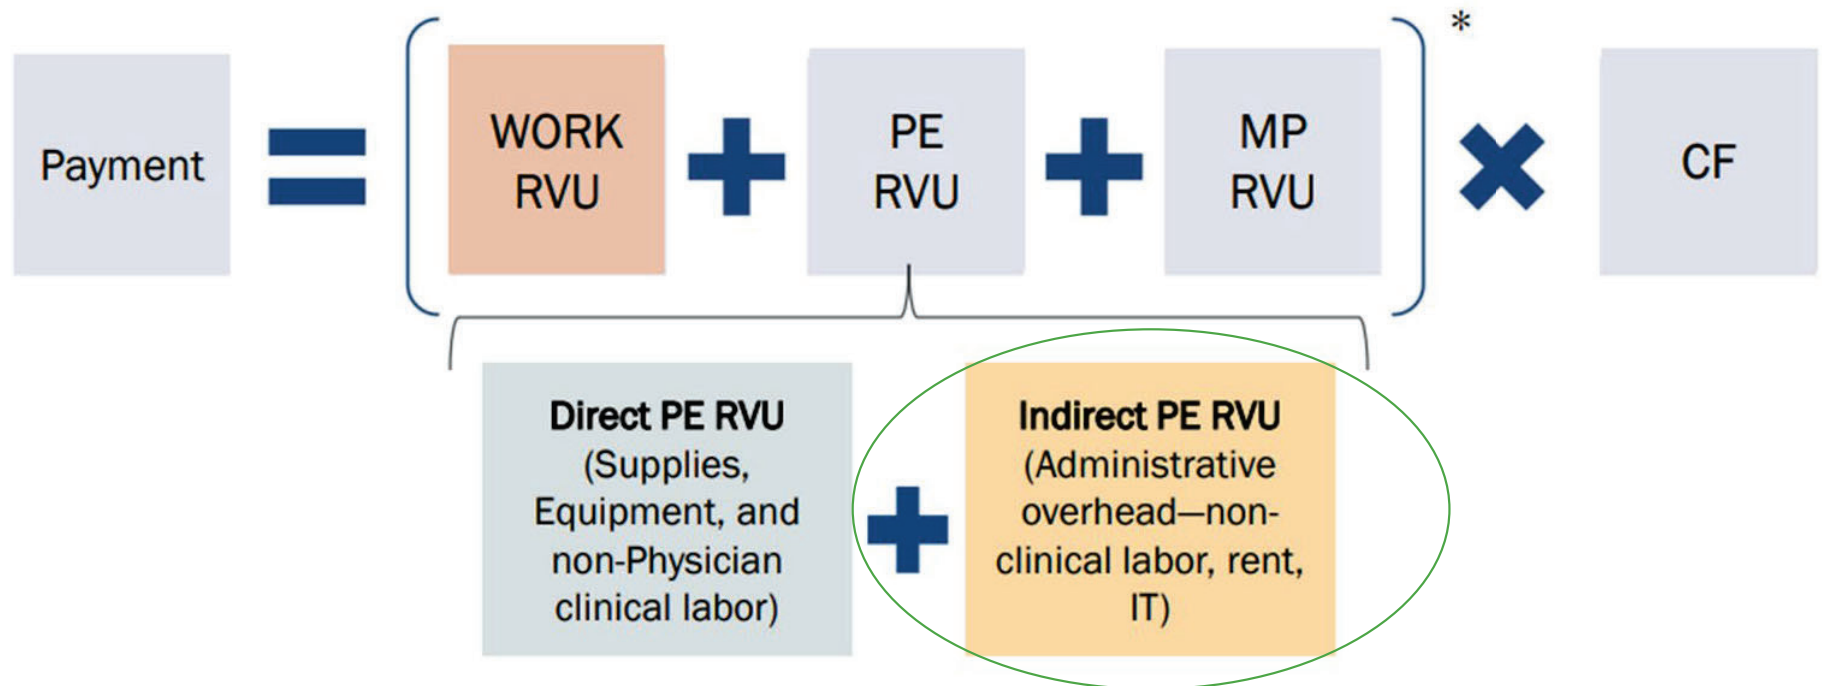 *
Payment
WORK
RVU
PE
RVU
MP
RVU
CF
Direct PE RVU
(Supplies,
Equipment, and
non-Physician
clinical labor)
Indirect PE RVU
(Administrative
overhead—non-
clinical labor, rent,
IT)